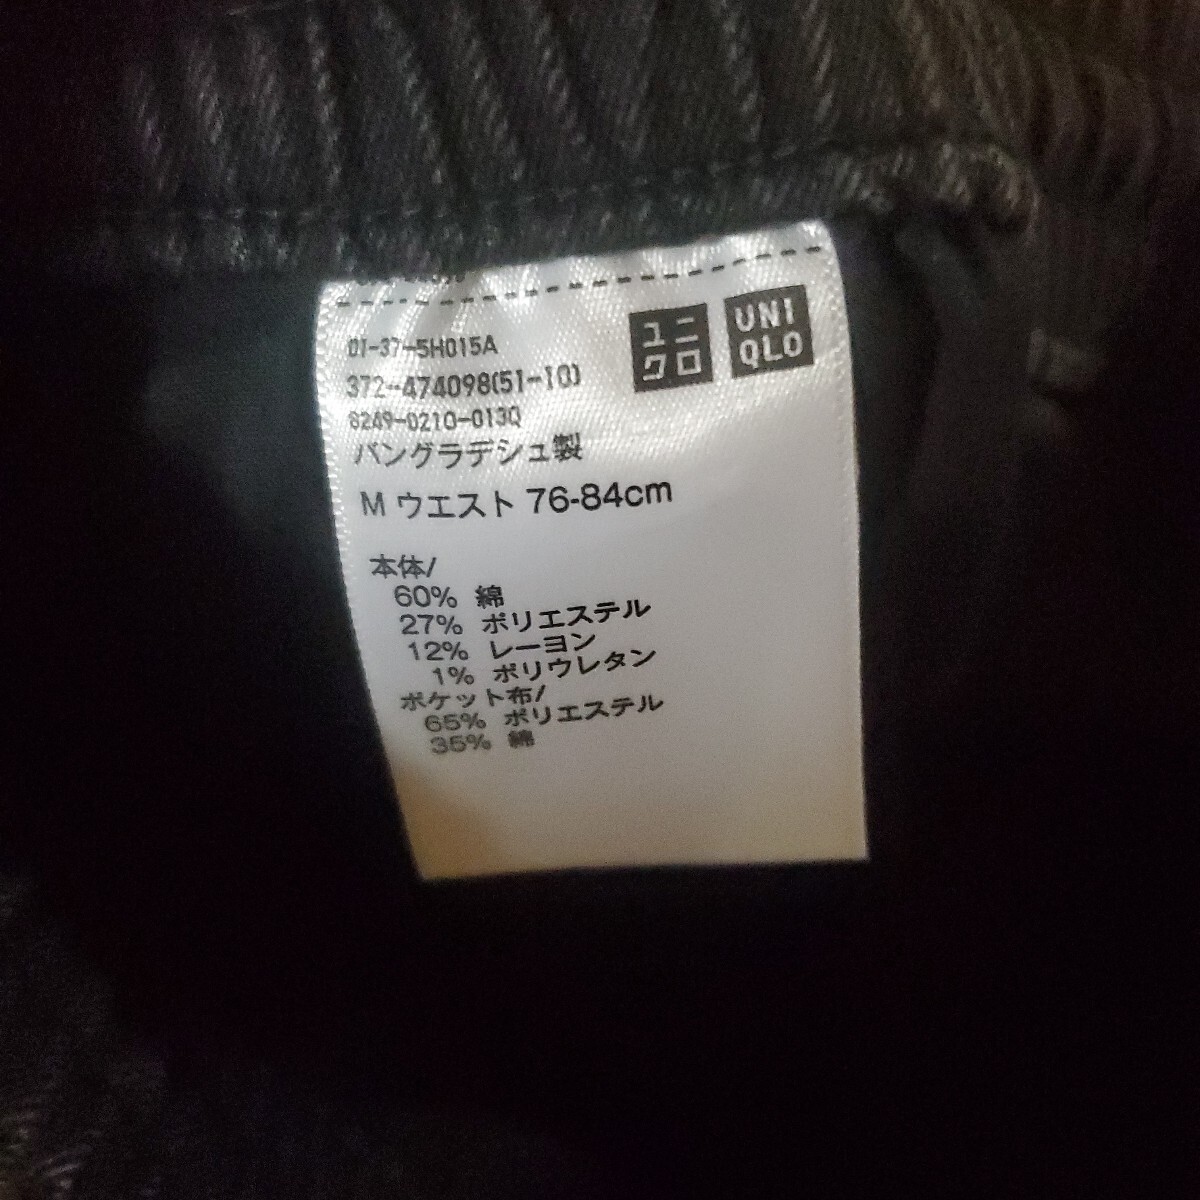 ユニ
クロ
UNI
QLO
01-37-5H015A
372-474098(51-10)
8249-0210-013Q
バングラデシュ製
M ウエスト 76-84cm
本体/
60% 綿
27% ポリエステル
12% レーヨン
1% ポリウレタン
ポケット布/
65% ポリエステル
35% 綿